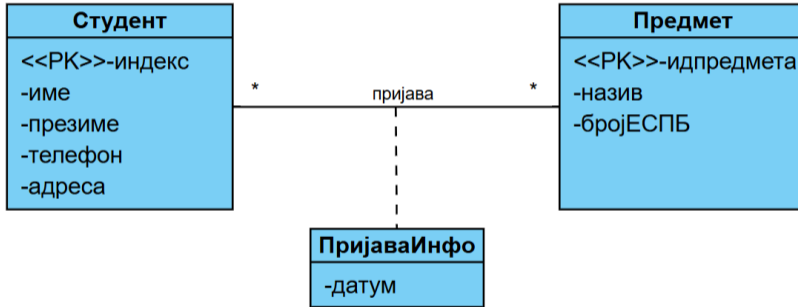 Студент
<<PK>>-индекс
-име
-презиме
-телефон
-адреса
*
пријава
*
Предмет
<<PK>>-идпредмета
-назив
-бројЕСПБ
ПријаваИнфо
-датум